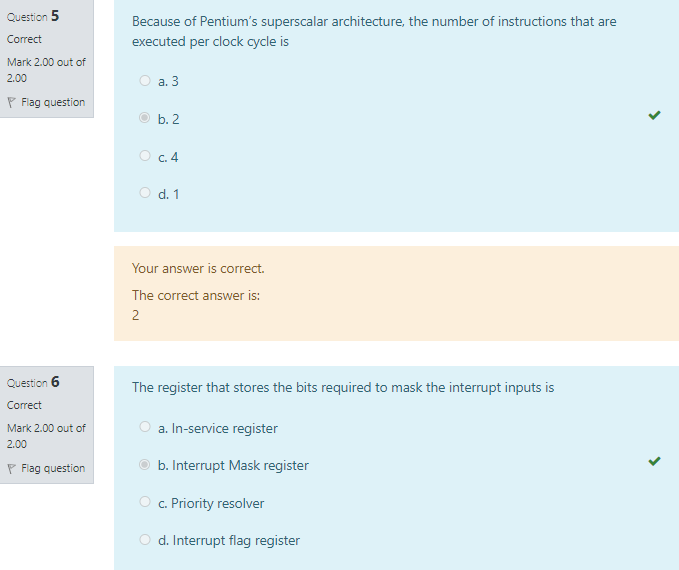 Question 5
Correct
Mark 2.00 out of
2.00
Flag question
Because of Pentium's superscalar architecture, the number of instructions that are
executed per clock cycle is
a. 3
b. 2
c. 4
d. 1
Your answer is correct.
The correct answer is:
2
Question 6
Correct
Mark 2.00 out of
2.00
Flag question
The register that stores the bits required to mask the interrupt inputs is
a. In-service register
b. Interrupt Mask register
c. Priority resolver
d. Interrupt flag register